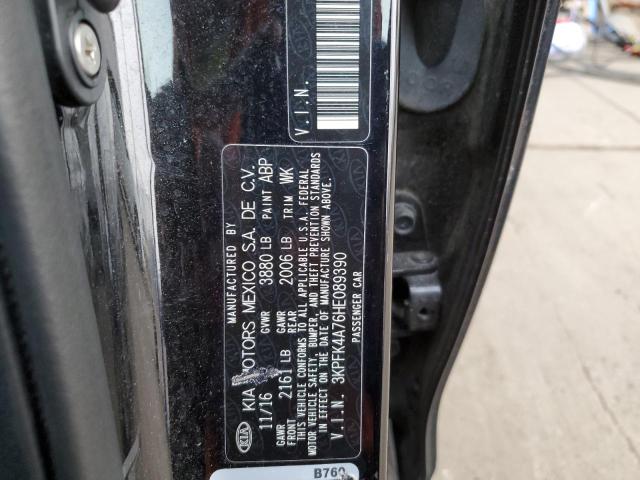 MANUFACTURED BY
KIA MOTORS MEXICO S.A. DE C.V.
11/16 GVWR 3880 LB PAINT ABP
GAWR FRONT 2161 LB GAWR REAR 2006 LB TRIM WK
THIS VEHICLE CONFORMS TO ALL APPLICABLE U.S.A. FEDERAL
MOTOR VEHICLE SAFETY, BUMPER, AND THEFT PREVENTION STANDARDS
IN EFFECT ON THE DATE OF MANUFACTURE SHOWN ABOVE.
V.I.N. 3KPFK4A76HE089390
PASSENGER CAR
V.I.N.
KIA
B760